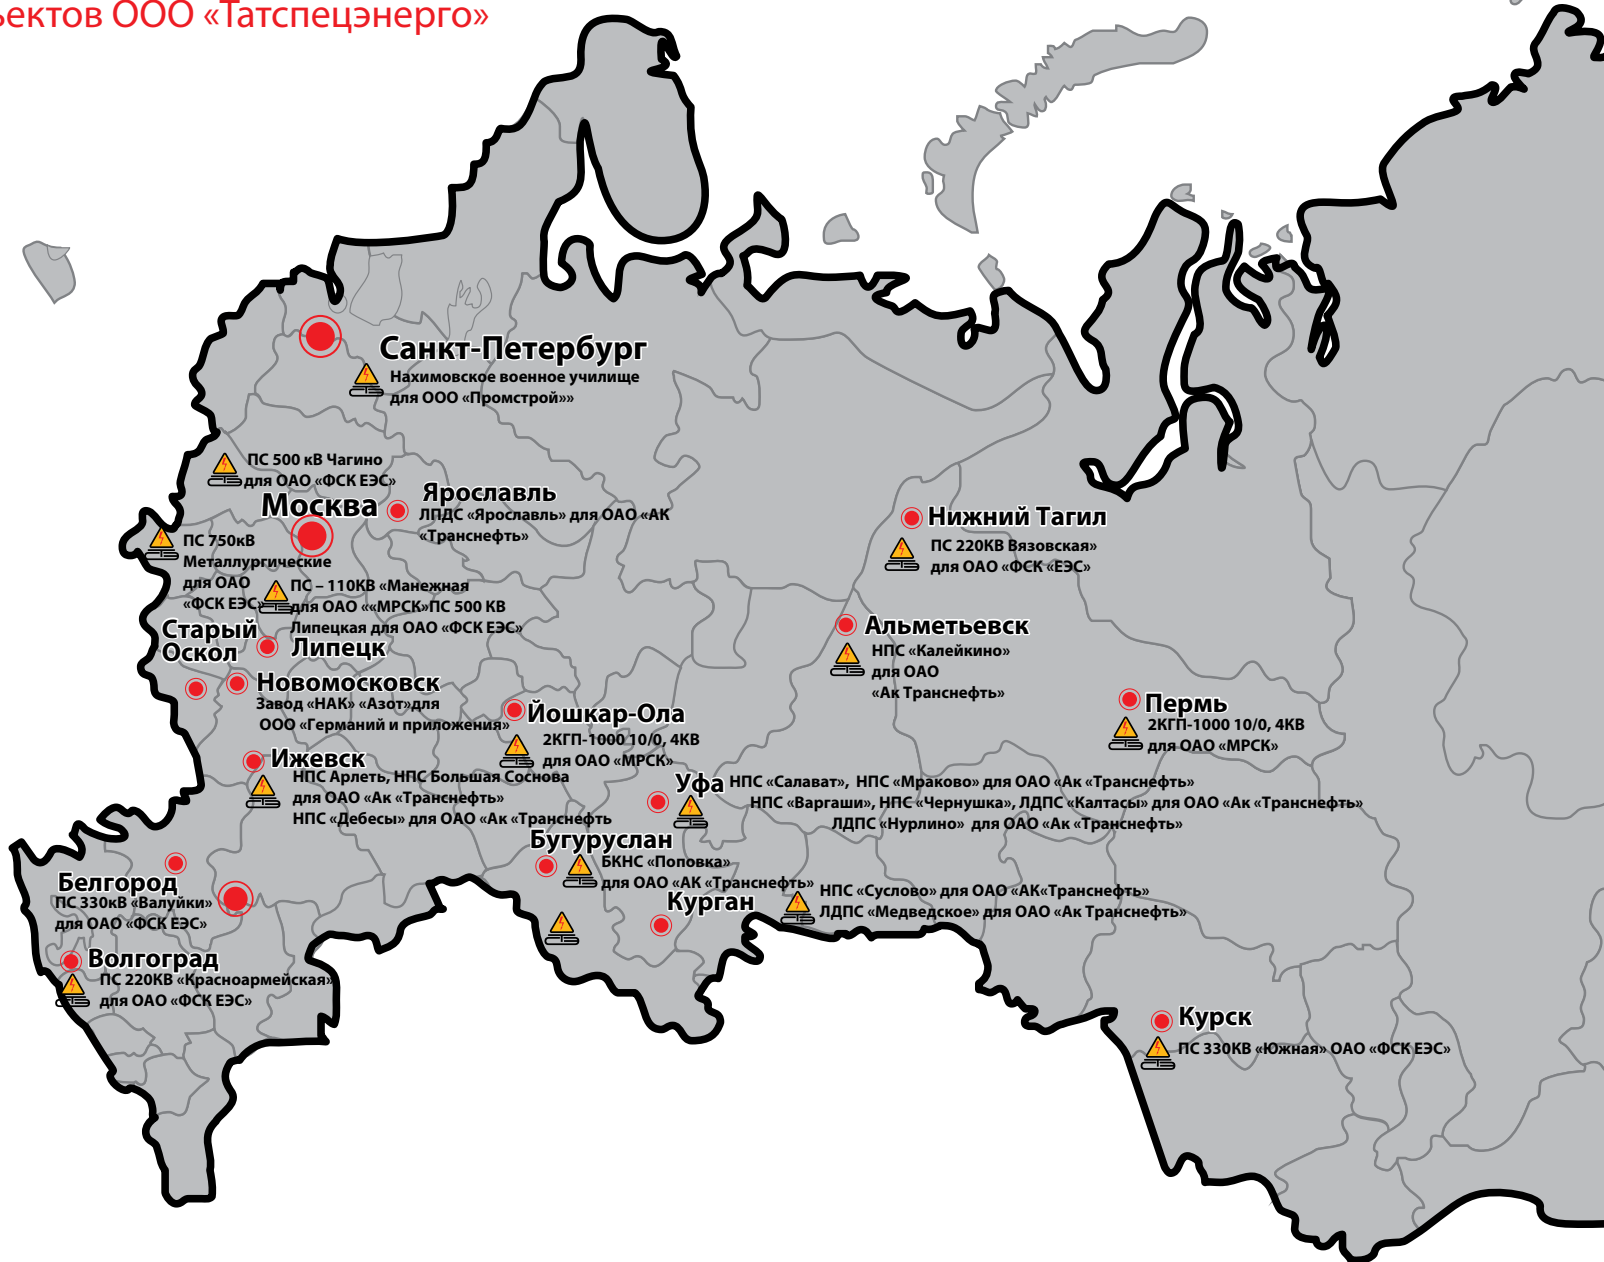 ъектов ООО «Татспецэнерго»
Санкт-Петербург
Нахимовское военное училище
для ООО «Промстрой»»
ПС 500 кВ Чагино
для ОАО «ФСК ЕЭС»
Москва
Ярославль
ЛПДС «Ярославль» для ОАО «АК
«Транснефть»
Нижний Тагил
ПС 220КВ Вязовская»
для ОАО «ФСК «ЕЭС»
ПС 750кВ
Металлургические
для ОАО
«ФСК ЕЭС»
ПС – 110КВ «Манежная
для ОАО ««МРСК»ПС 500 КВ
Липецкая для ОАО «ФСК ЕЭС»
Старый
Оскол
Липецк
Альметьевск
НПС «Калейкино»
для ОАО
«Ак Транснефть»
Новомосковск
Завод «НАК» «Азот»для
ООО «Германий и приложения»
Йошкар-Ола
2КГП-1000 10/0, 4КВ
для ОАО «МРСК»
Пермь
2КГП-1000 10/0, 4КВ
для ОАО «МРСК»
Ижевск
НПС Арлеть, НПС Большая Соснова
для ОАО «Ак «Транснефть»
НПС «Дебесы» для ОАО «Ак «Транснефть
Уфа
НПС «Салават», НПС «Мраково» для ОАО «Ак «Транснефть»
НПС «Варгаши», НПС «Чернушка», ЛДПС «Калтасы» для ОАО «Ак «Транснефть»
ЛДПС «Нурлино» для ОАО «Ак «Транснефть»
Бугуруслан
БКНС «Поповка»
для ОАО «АК «Транснефть»
Курган
НПС «Суслово» для ОАО «АК«Транснефть»
ЛДПС «Медведское» для ОАО «Ак Транснефть»
Белгород
ПС 330кВ «Валуйки»
для ОАО «ФСК ЕЭС»
Волгоград
ПС 220КВ «Красноармейская»
для ОАО «ФСК ЕЭС»
Курск
ПС 330КВ «Южная» ОАО «ФСК ЕЭС»